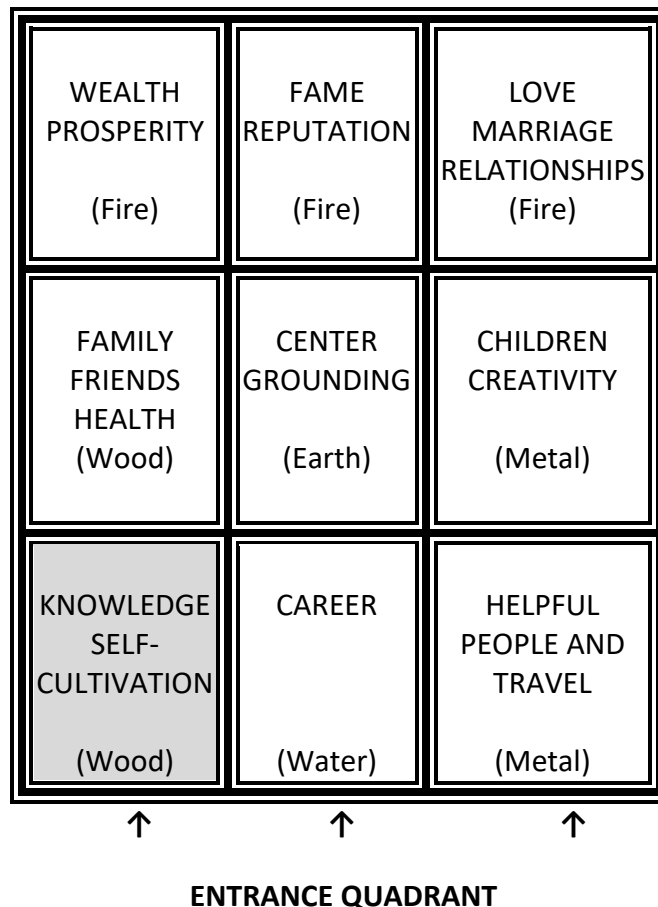 WEALTH
PROSPERITY
(Fire)
FAME
REPUTATION
(Fire)
LOVE
MARRIAGE
RELATIONSHIPS
(Fire)
FAMILY
FRIENDS
HEALTH
(Wood)
CENTER
GROUNDING
(Earth)
CHILDREN
CREATIVITY
(Metal)
KNOWLEDGE
SELF-
CULTIVATION
(Wood)
CAREER
(Water)
HELPFUL
PEOPLE AND
TRAVEL
(Metal)
↑ ↑ ↑
ENTRANCE QUADRANT